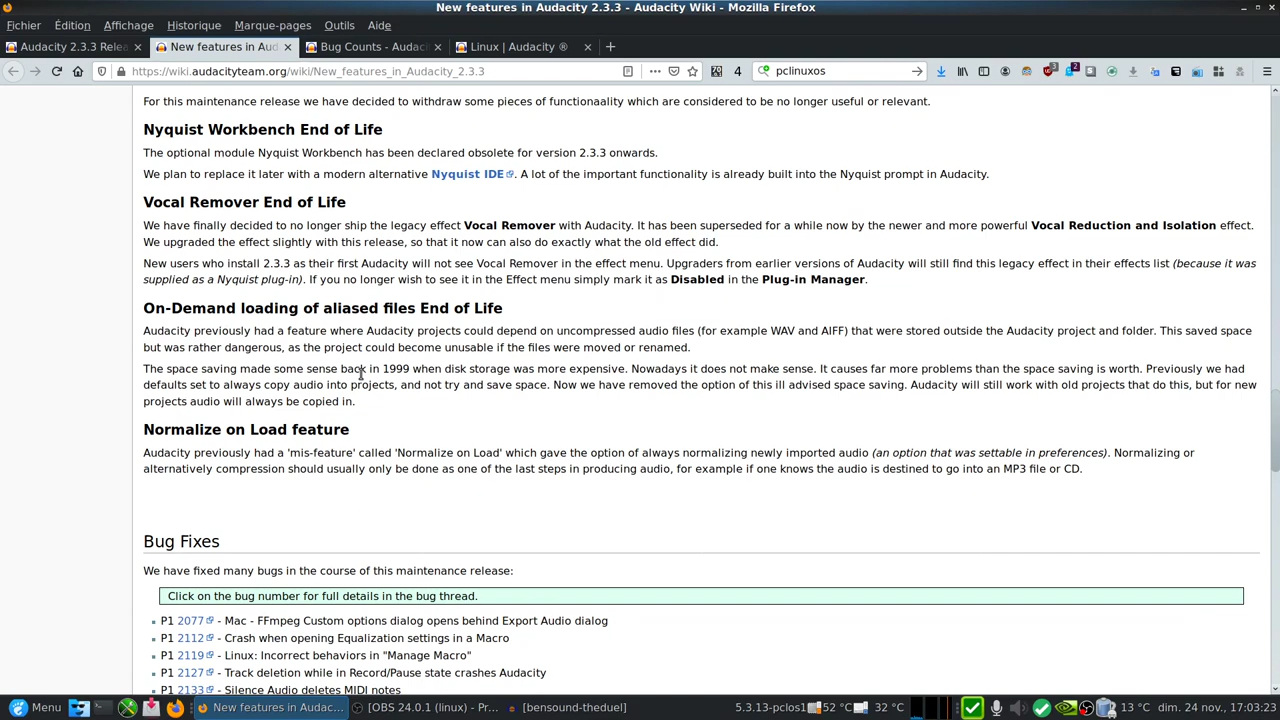 New features in Audacity 2.3.3 - Audacity Wiki - Mozilla Firefox
Fichier Édition Affichage Historique Marque-pages Outils Aide
Audacity 2.3.3 Relea New features in Aud Bug Counts - Audaci Linux | Audacity ®
https://wiki.audacityteam.org/wiki/New_features_in_Audacity_2.3.3 4 pclinuxos 3 2
For this maintenance release we have decided to withdraw some pieces of functionaality which are considered to be no longer useful or relevant.
Nyquist Workbench End of Life
The optional module Nyquist Workbench has been declared obsolete for version 2.3.3 onwards.
We plan to replace it later with a modern alternative Nyquist IDE. A lot of the important functionality is already built into the Nyquist prompt in Audacity.
Vocal Remover End of Life
We have finally decided to no longer ship the legacy effect Vocal Remover with Audacity. It has been superseded for a while now by the newer and more powerful Vocal Reduction and Isolation effect.
We upgraded the effect slightly with this release, so that it now can also do exactly what the old effect did.
New users who install 2.3.3 as their first Audacity will not see Vocal Remover in the effect menu. Upgraders from earlier versions of Audacity will still find this legacy effect in their effects list (because it was
supplied as a Nyquist plug-in). If you no longer wish to see it in the Effect menu simply mark it as Disabled in the Plug-in Manager.
On-Demand loading of aliased files End of Life
Audacity previously had a feature where Audacity projects could depend on uncompressed audio files (for example WAV and AIFF) that were stored outside the Audacity project and folder. This saved space
but was rather dangerous, as the project could become unusable if the files were moved or renamed.
The space saving made some sense back in 1999 when disk storage was more expensive. Nowadays it does not make sense. It causes far more problems than the space saving is worth. Previously we had
defaults set to always copy audio into projects, and not try and save space. Now we have removed the option of this ill advised space saving. Audacity will still work with old projects that do this, but for new
projects audio will always be copied in.
Normalize on Load feature
Audacity previously had a 'mis-feature' called 'Normalize on Load' which gave the option of always normalizing newly imported audio (an option that was settable in preferences). Normalizing or
alternatively compression should usually only be done as one of the last steps in producing audio, for example if one knows the audio is destined to go into an MP3 file or CD.
Bug Fixes
We have fixed many bugs in the course of this maintenance release:
Click on the bug number for full details in the bug thread.
P1 2077 - Mac - FFmpeg Custom options dialog opens behind Export Audio dialog
P1 2112 - Crash when opening Equalization settings in a Macro
P1 2119 - Linux: Incorrect behaviors in "Manage Macro"
P1 2127 - Track deletion while in Record/Pause state crashes Audacity
P1 2133 - Silence Audio deletes MIDI notes
Menu New features in Audac... [OBS 24.0.1 (linux) - Pr... [bensound-theduel] 5.3.13-pclos1 52 °C 32 °C 13 °C dim. 24 nov., 17:03:23